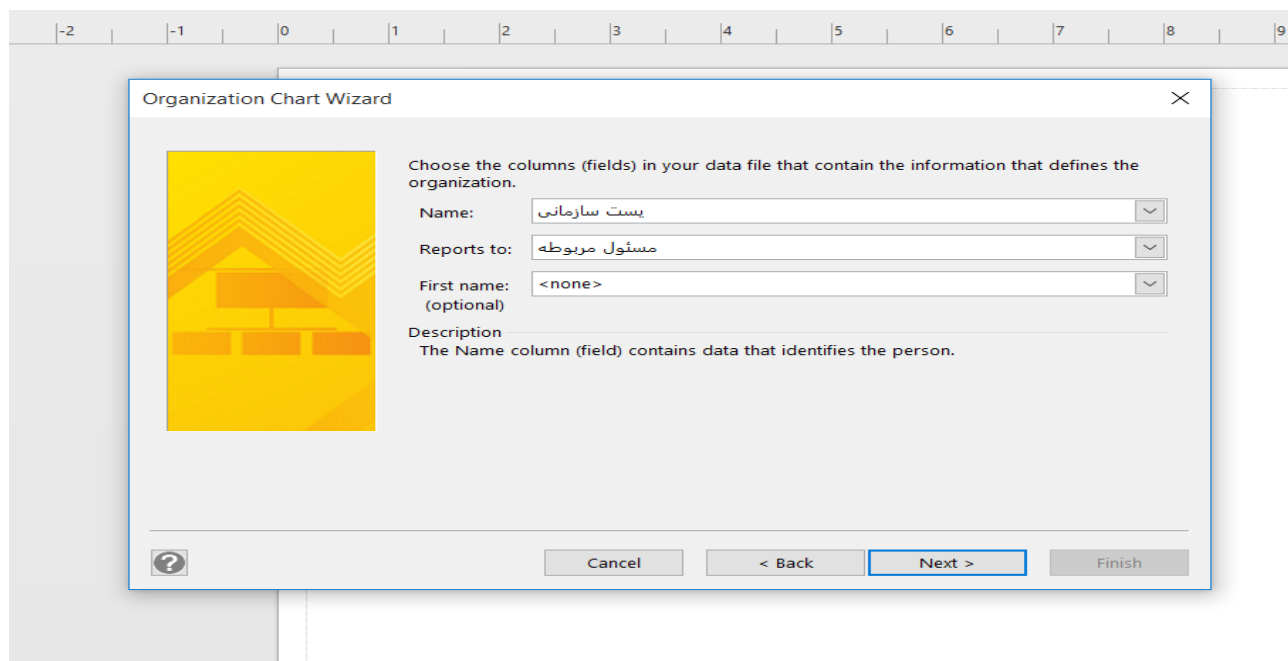 -2 -1 0 1 2 3 4 5 6 7 8 9
Organization Chart Wizard
Choose the columns (fields) in your data file that contain the information that defines the
organization.
Name: پست سازمانی
Reports to: مسئول مربوطه
First name: <none>
(optional)
Description
The Name column (field) contains data that identifies the person.
? Cancel < Back Next > Finish